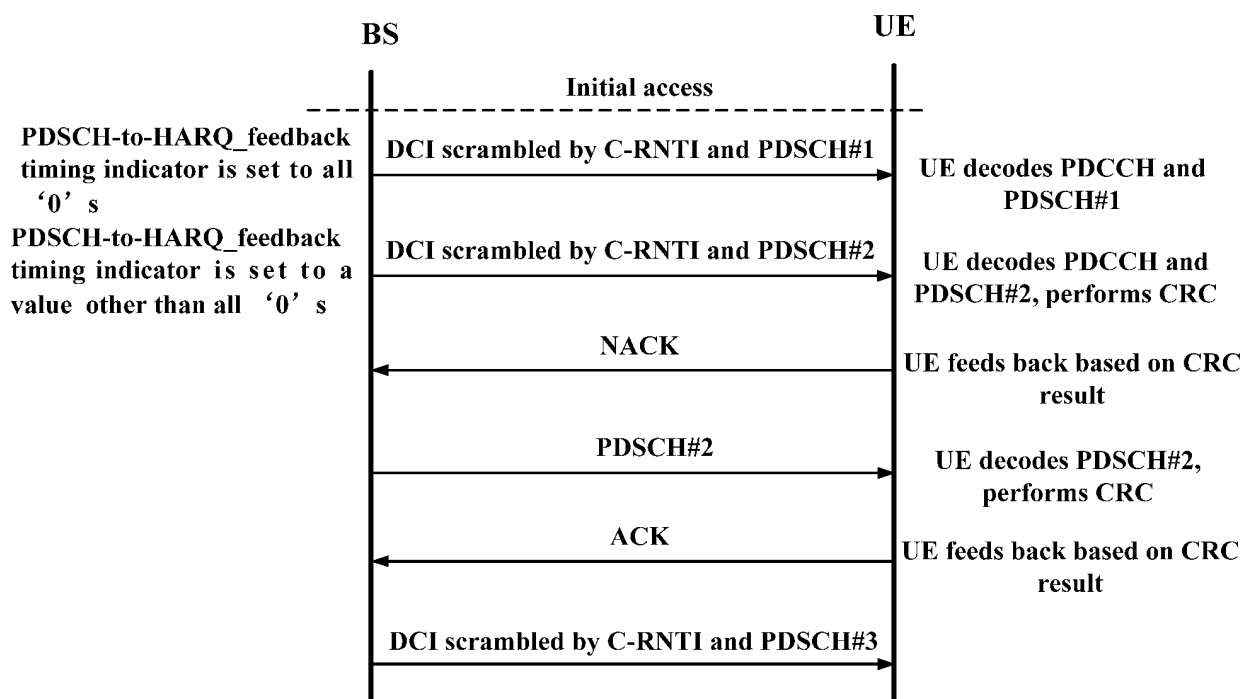 BS
UE
Initial access
PDSCH-to-HARQ_feedback
timing indicator is set to all
‘0’ s
DCI scrambled by C-RNTI and PDSCH#1
UE decodes PDCCH and
PDSCH#1
PDSCH-to-HARQ_feedback
timing indicator is set to a
value other than all ‘0’ s
DCI scrambled by C-RNTI and PDSCH#2
UE decodes PDCCH and
PDSCH#2, performs CRC
NACK
UE feeds back based on CRC
result
PDSCH#2
UE decodes PDSCH#2,
performs CRC
ACK
UE feeds back based on CRC
result
DCI scrambled by C-RNTI and PDSCH#3